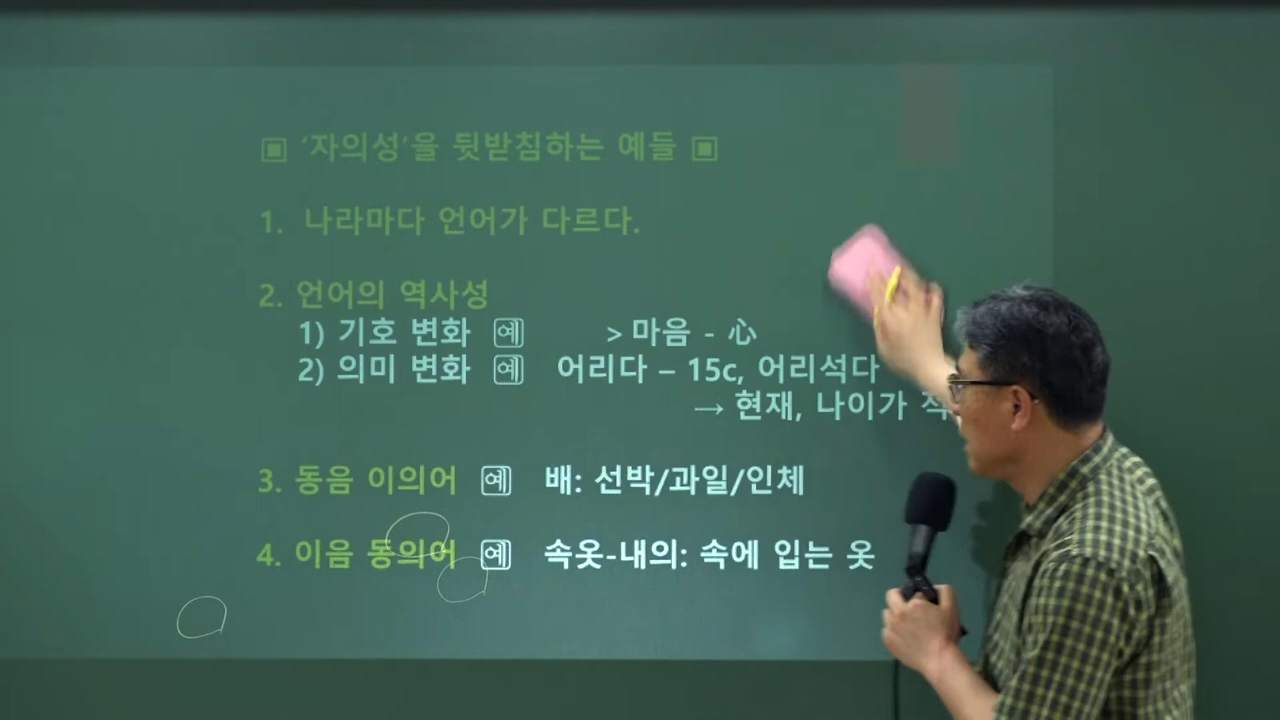 ▣ ‘자의성’을 뒷받침하는 예들 ▣
1. 나라마다 언어가 다르다.
2. 언어의 역사성
1) 기호 변화 예 > 마음 - 心
2) 의미 변화 예 어리다 – 15c, 어리석다
→ 현재, 나이가
3. 동음 이의어 예 배: 선박/과일/인체
4. 이음 동의어 예 속옷-내의: 속에 입는 옷